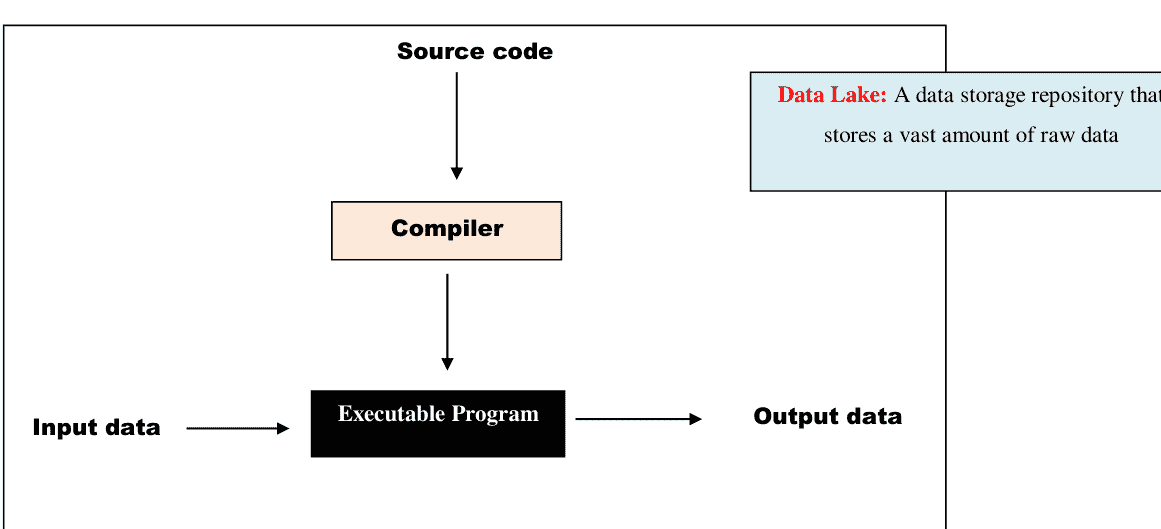 Source code
Data Lake: A data storage repository that
stores a vast amount of raw data
Compiler
Executable Program
Input data
Output data